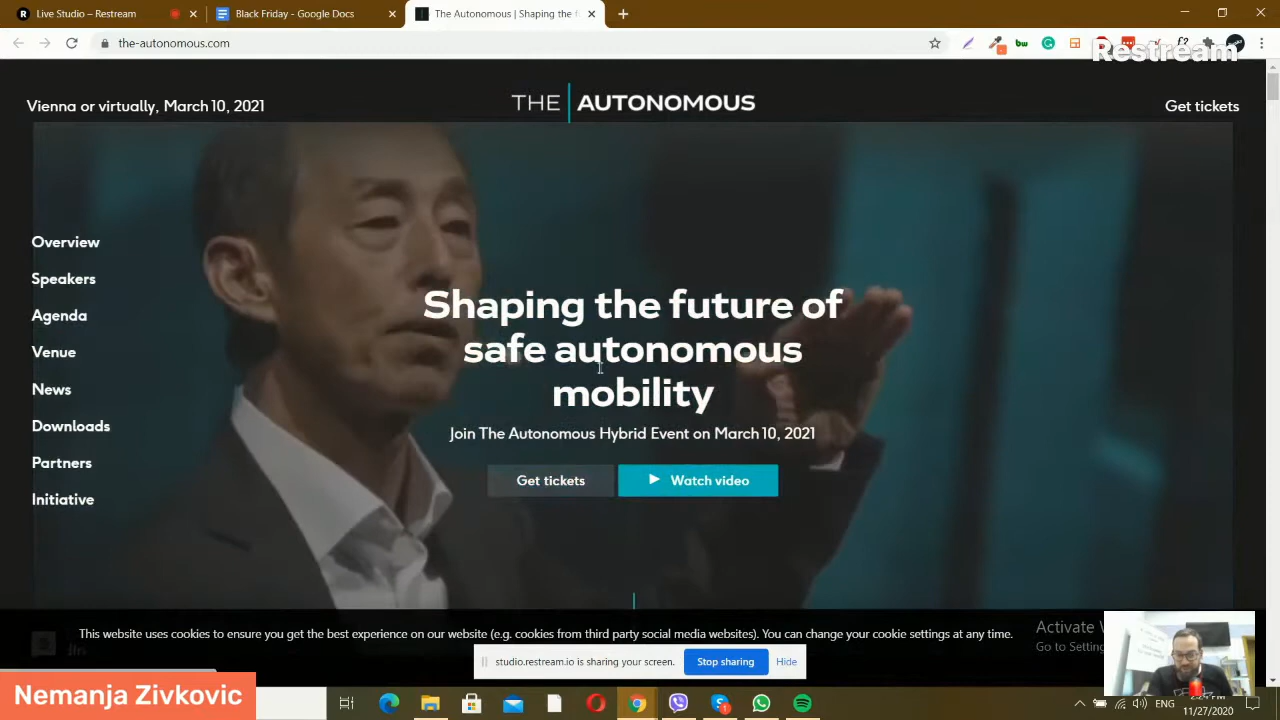 Live Studio – Restream
Black Friday - Google Docs
The Autonomous | Shaping the f
the-autonomous.com
Restream
Vienna or virtually, March 10, 2021
THE AUTONOMOUS
Get tickets
Overview
Speakers
Agenda
Venue
News
Downloads
Partners
Initiative
Shaping the future of
safe autonomous
mobility
Join The Autonomous Hybrid Event on March 10, 2021
Get tickets
Watch video
This website uses cookies to ensure you get the best experience on our website (e.g. cookies from third party social media websites). You can change your cookie settings at any time.
Activate
Go to Setting
studio.restream.io is sharing your screen.
Stop sharing
Hide
Nemanja Zivkovic
ENG
11/27/2020